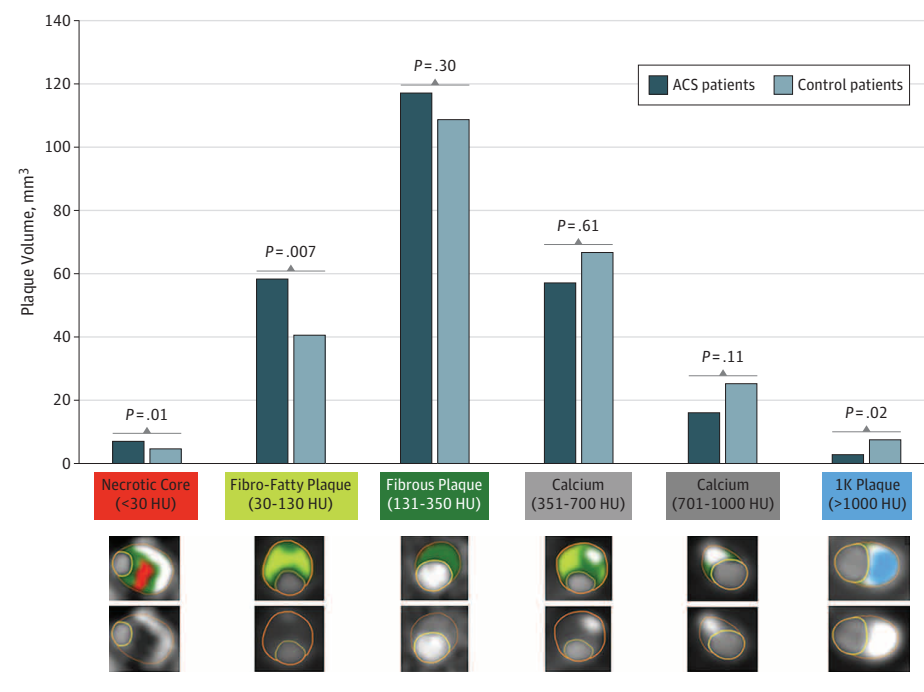 140
120
100
80
60
40
20
0
Plaque Volume, mm³
ACS patients
Control patients
P = .01
P = .007
P = .30
P = .61
P = .11
P = .02
Necrotic Core
(<30 HU)
Fibro-Fatty Plaque
(30-130 HU)
Fibrous Plaque
(131-350 HU)
Calcium
(351-700 HU)
Calcium
(701-1000 HU)
1K Plaque
(>1000 HU)